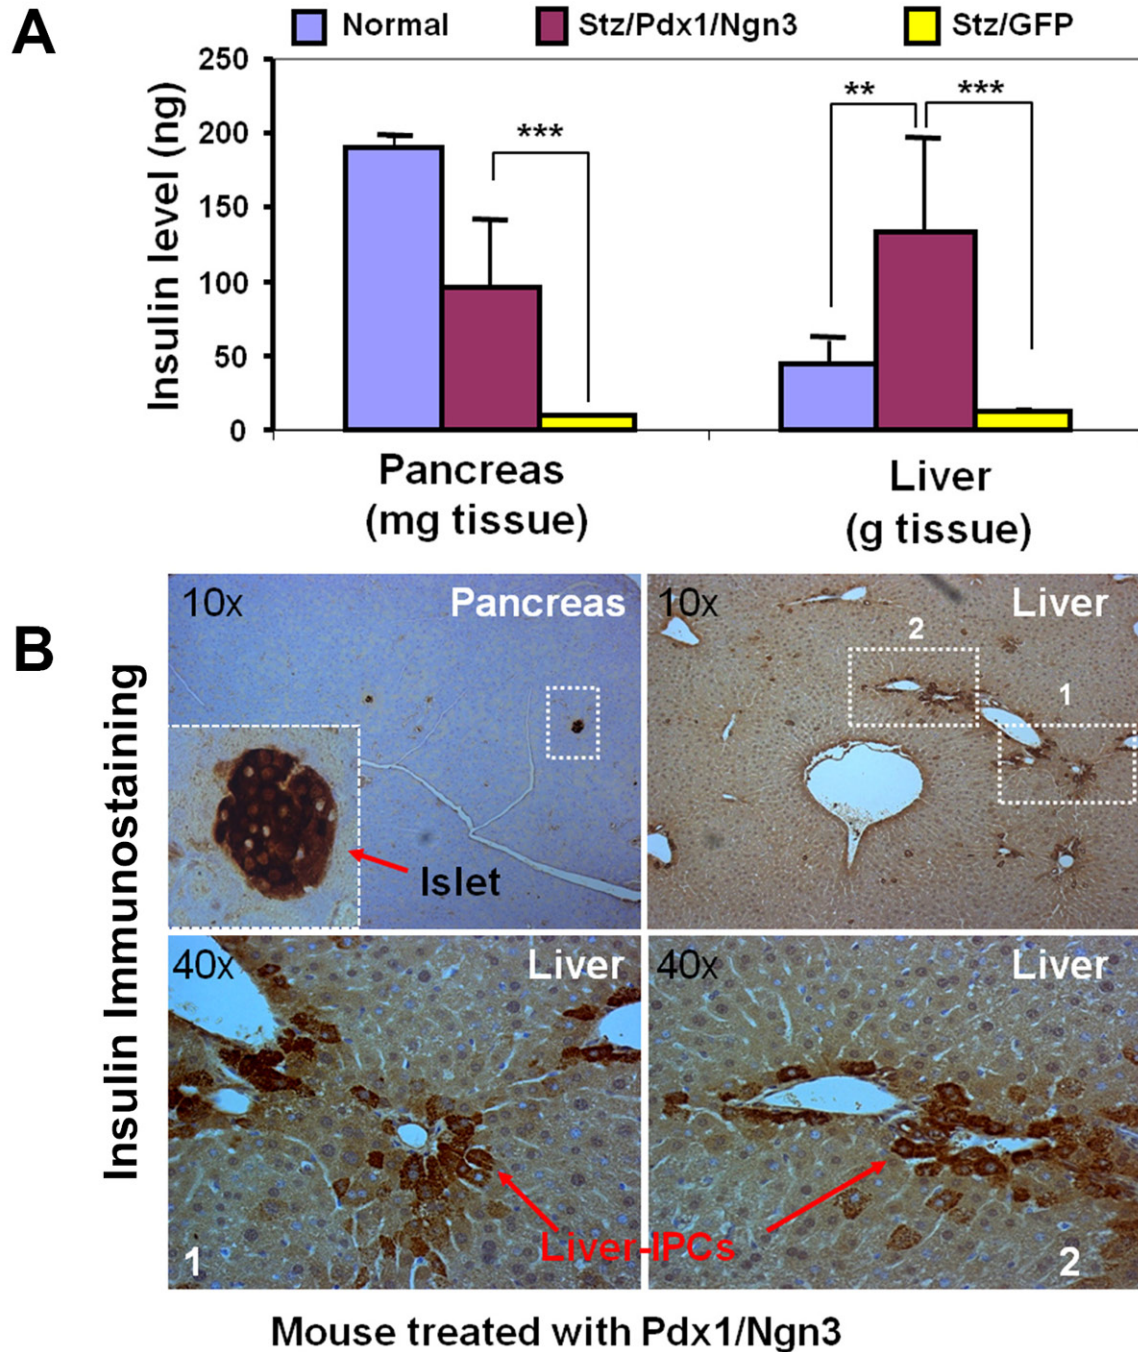 A
Normal
Stz/Pdx1/Ngn3
Stz/GFP
Insulin level (ng)
250
200
150
100
50
0
***
**
***
Pancreas
(mg tissue)
Liver
(g tissue)
B
Insulin Immunostaining
10x
Pancreas
Islet
10x
Liver
2
1
40x
Liver
1
40x
Liver
2
Liver-IPCs
Mouse treated with Pdx1/Ngn3